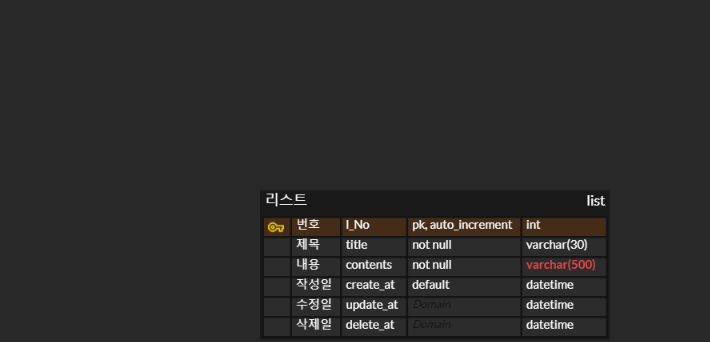 리스트 list
번호 l_No pk, auto_increment int
제목 title not null varchar(30)
내용 contents not null varchar(500)
작성일 create_at default datetime
수정일 update_at Domain datetime
삭제일 delete_at Domain datetime